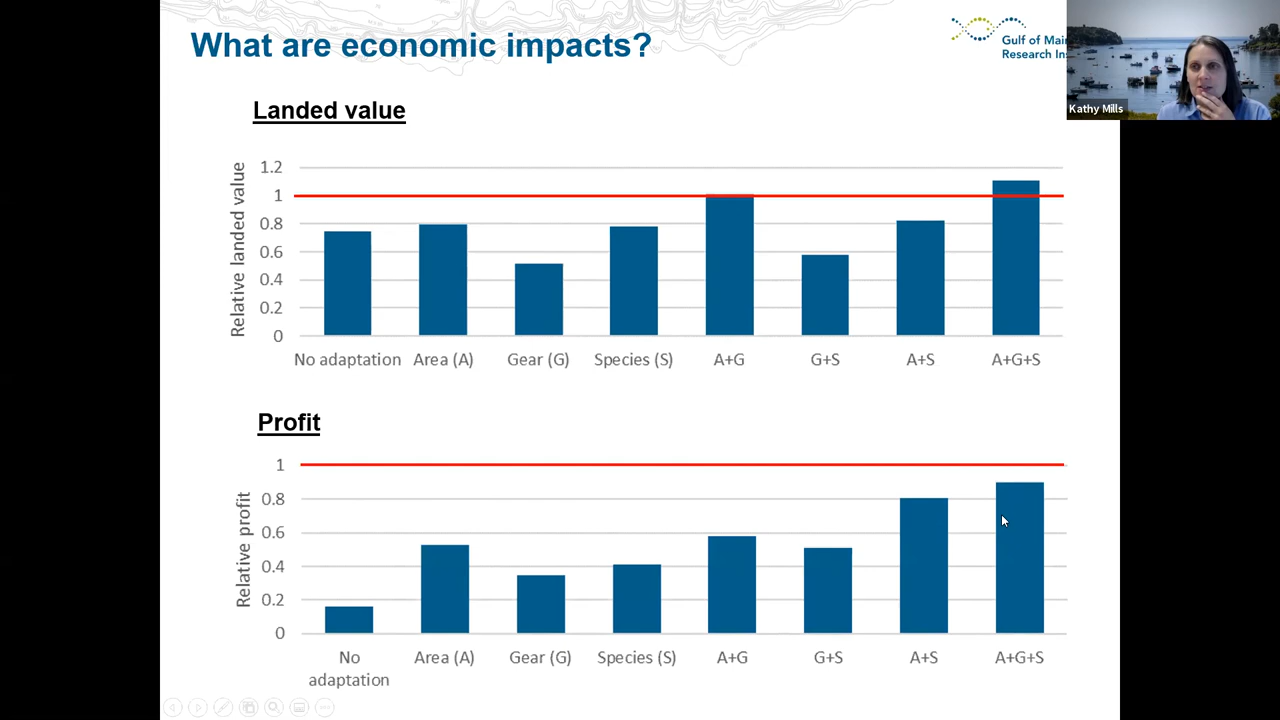 What are economic impacts?
Gulf of Mai
Research In
Kathy Mills
Landed value
Relative landed value
1.2
1
0.8
0.6
0.4
0.2
0
No adaptation Area (A) Gear (G) Species (S) A+G G+S A+S A+G+S
Profit
Relative profit
1
0.8
0.6
0.4
0.2
0
No adaptation Area (A) Gear (G) Species (S) A+G G+S A+S A+G+S